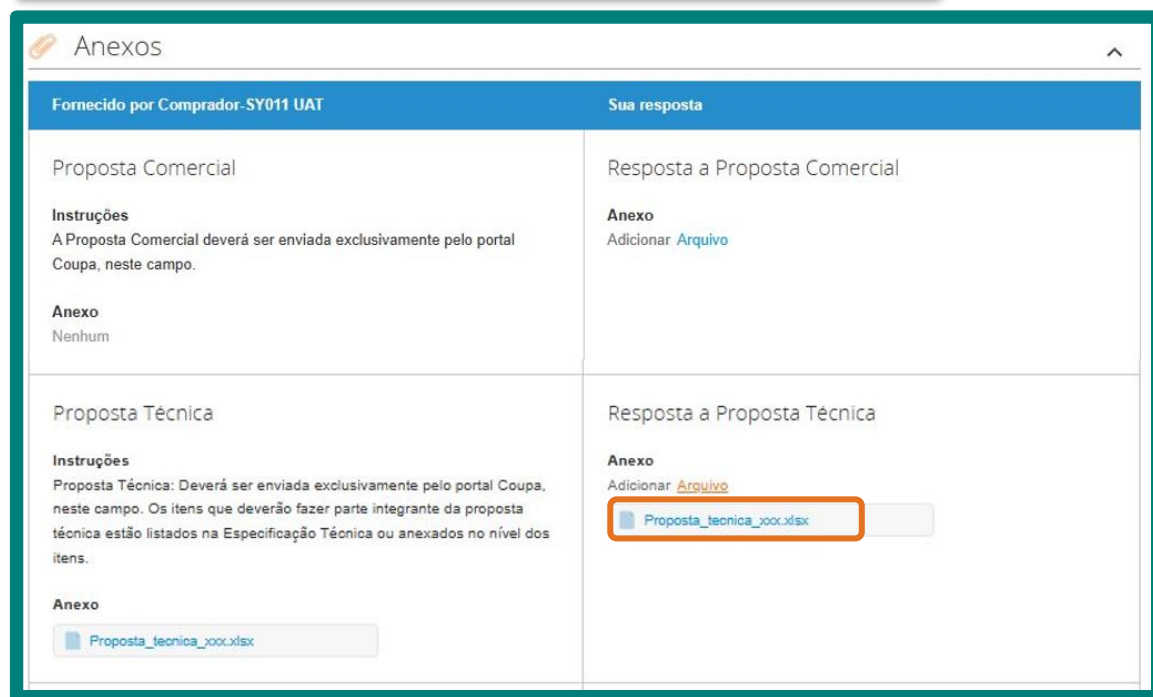 Anexos
Fornecido por Comprador-SY011 UAT
Sua resposta
Proposta Comercial
Instruções
A Proposta Comercial deverá ser enviada exclusivamente pelo portal
Coupa, neste campo.
Anexo
Nenhum
Resposta a Proposta Comercial
Anexo
Adicionar Arquivo
Proposta Técnica
Instruções
Proposta Técnica: Deverá ser enviada exclusivamente pelo portal Coupa,
neste campo. Os itens que deverão fazer parte integrante da proposta
técnica estão listados na Especificação Técnica ou anexados no nível dos
itens.
Anexo
Proposta_tecnica_xxx.xlsx
Resposta a Proposta Técnica
Anexo
Adicionar Arquivo
Proposta_tecnica_xxx.xlsx